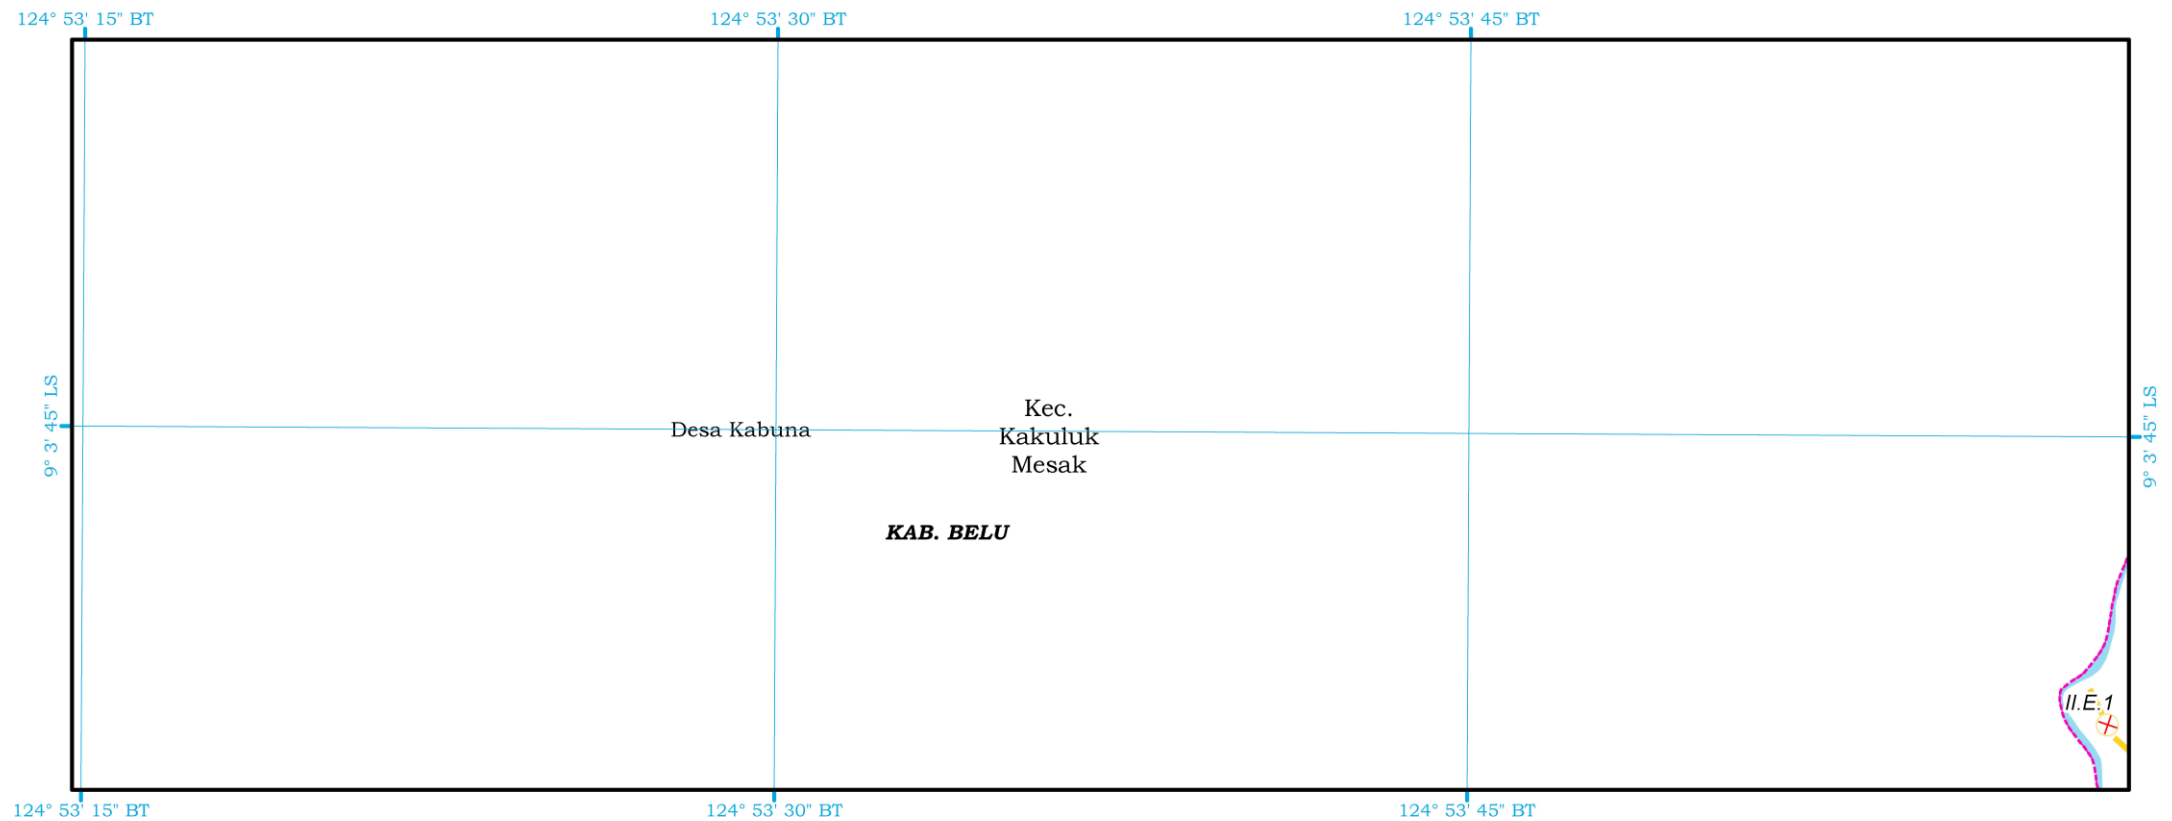 124° 53' 15" BT
124° 53' 30" BT
124° 53' 45" BT
9° 3' 45" LS
9° 3' 45" LS
Desa Kabuna
Kec.
Kakuluk
Mesak
KAB. BELU
II.E.1
124° 53' 15" BT
124° 53' 30" BT
124° 53' 45" BT